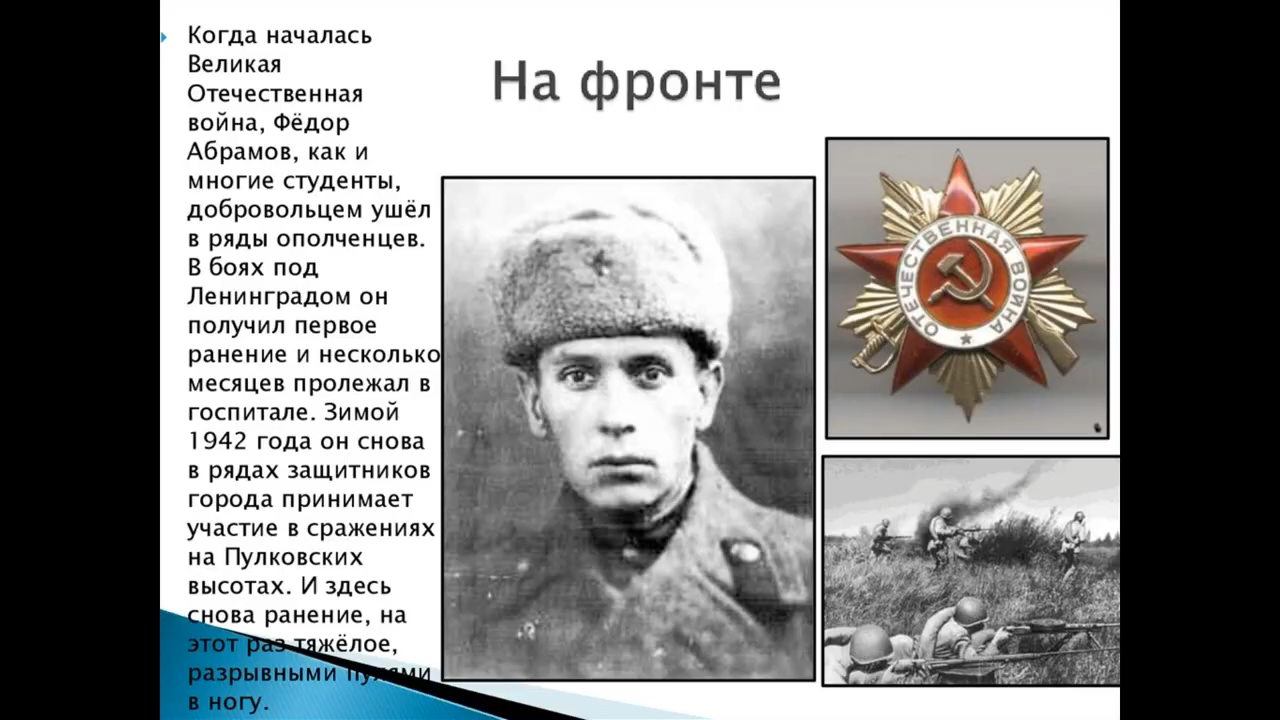 На фронте
Когда началась
Великая
Отечественная
война, Фёдор
Абрамов, как и
многие студенты,
добровольцем ушёл
в ряды ополченцев.
В боях под
Ленинградом он
получил первое
ранение и несколько
месяцев пролежал в
госпитале. Зимой
1942 года он снова
в рядах защитников
города принимает
участие в сражениях
на Пулковских
высотах. И здесь
снова ранение, на
этот раз тяжёлое,
разрывными пулями
в ногу.
ОТЕЧЕСТВЕННАЯ ВОЙНА